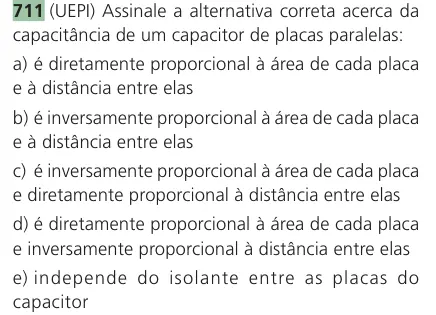 711 (UEPI) Assinale a alternativa correta acerca da
capacitância de um capacitor de placas paralelas:
a) é diretamente proporcional à área de cada placa
e à distância entre elas
b) é inversamente proporcional à área de cada placa
e à distância entre elas
c) é inversamente proporcional à área de cada placa
e diretamente proporcional à distância entre elas
d) é diretamente proporcional à área de cada placa
e inversamente proporcional à distância entre elas
e) independe do isolante entre as placas do
capacitor